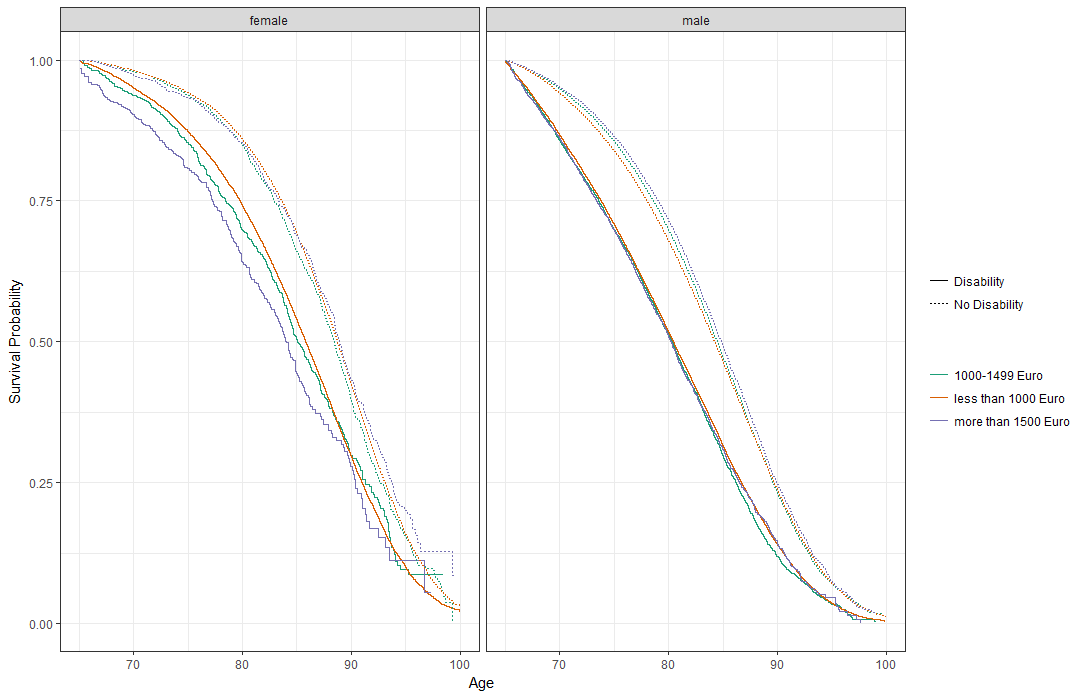 female male
1.00
0.75
0.50
0.25
0.00
Survival Probability
70 80 90 100 70 80 90 100
Age
Disability
No Disability
1000-1499 Euro
less than 1000 Euro
more than 1500 Euro